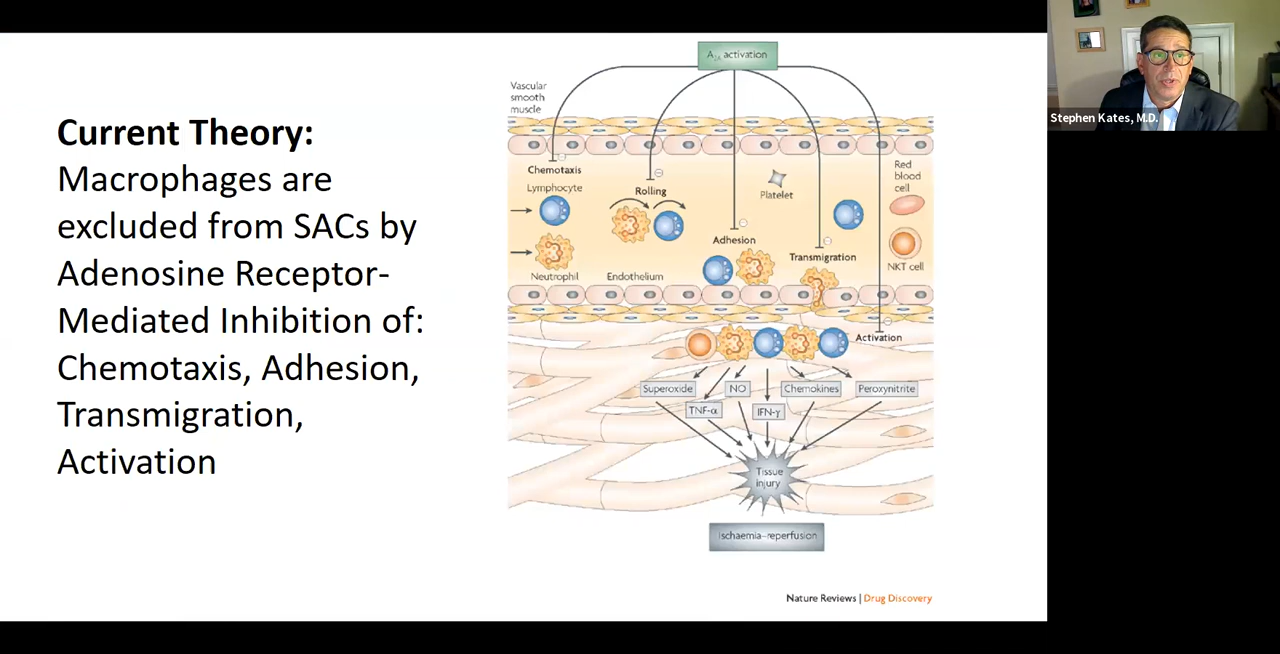 Current Theory:
Macrophages are
excluded from SACs by
Adenosine Receptor-
Mediated Inhibition of:
Chemotaxis, Adhesion,
Transmigration,
Activation
A2A activation
Vascular
smooth
muscle
Chemotaxis
Lymphocyte
Neutrophil
Rolling
Endothelium
Platelet
Adhesion
Transmigration
Red
blood
cell
NKT cell
Activation
Superoxide
NO
Chemokines
Peroxynitrite
TNF-α
IFN-γ
Tissue
injury
Ischaemia–reperfusion
Nature Reviews | Drug Discovery
Stephen Kates, M.D.